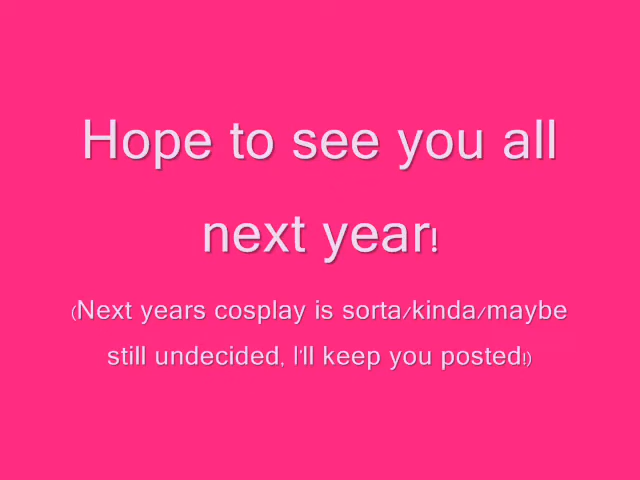 Hope to see you all
next year!
(Next years cosplay is sorta/kinda/maybe
still undecided, I'll keep you posted!)